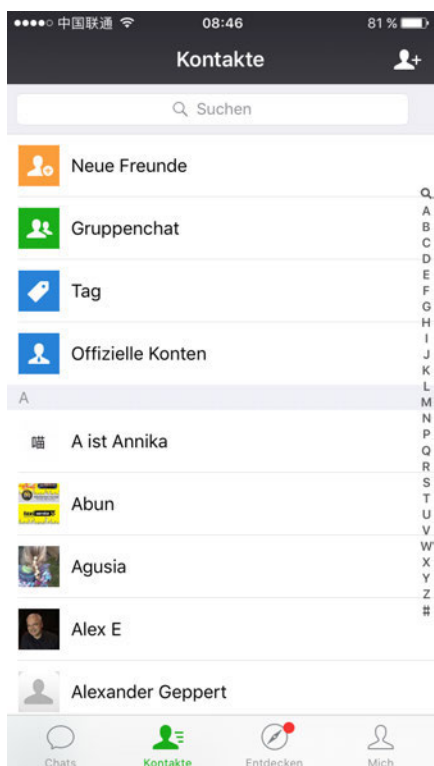 中国联通 08:46 81 %
Kontakte
Suchen
Neue Freunde
Gruppenchat
Tag
Offizielle Konten
A
A ist Annika
喵
Abun
Agusia
Alex E
Alexander Geppert
A
B
C
D
E
F
G
H
I
J
K
L
M
N
P
Q
R
S
T
U
V
W
X
Y
Z
#
Chats Kontakte Entdecken Mich